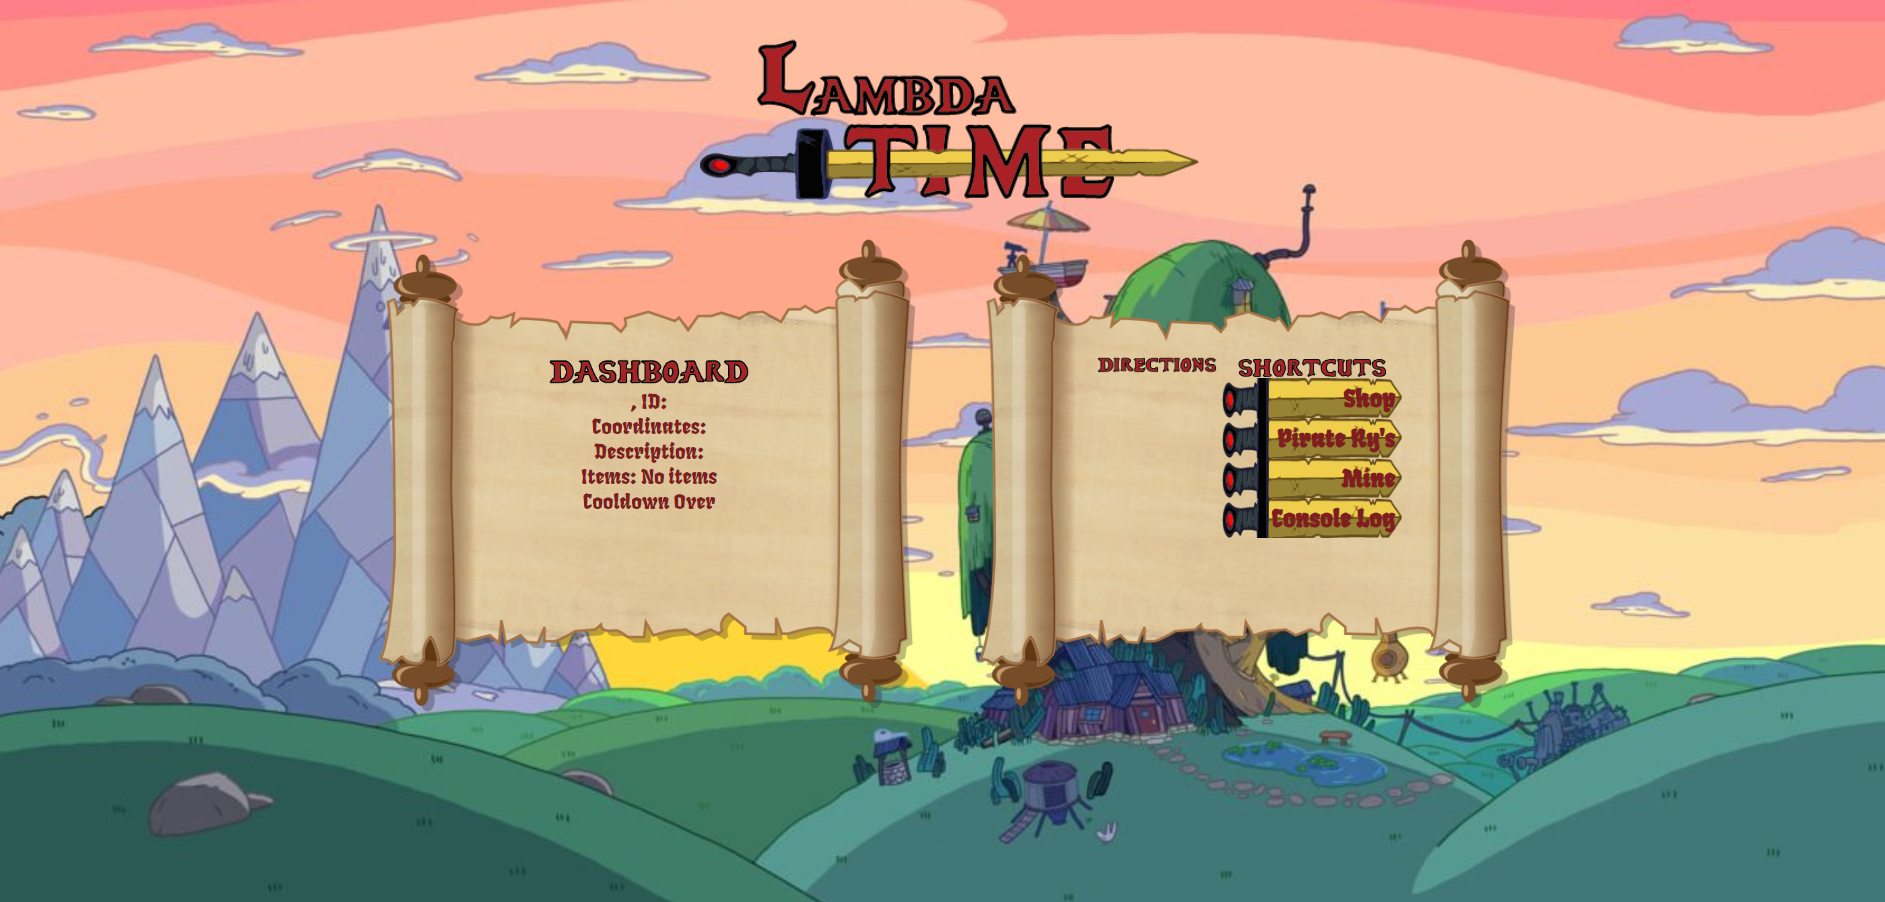 LAMBDA
TIME
DASHBOARD
, ID:
Coordinates:
Description:
Items: No items
Cooldown Over
DIRECTIONS
SHORTCUTS
Shop
Pirate Ry's
Mine
Console Log